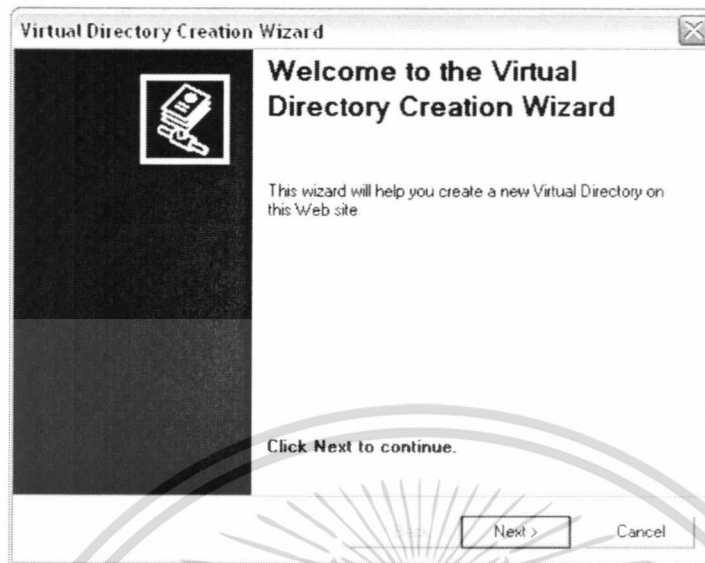 Virtual Directory Creation Wizard
Welcome to the Virtual
Directory Creation Wizard
This wizard will help you create a new Virtual Directory on
this Web site.
Click Next to continue.
Next >
Cancel